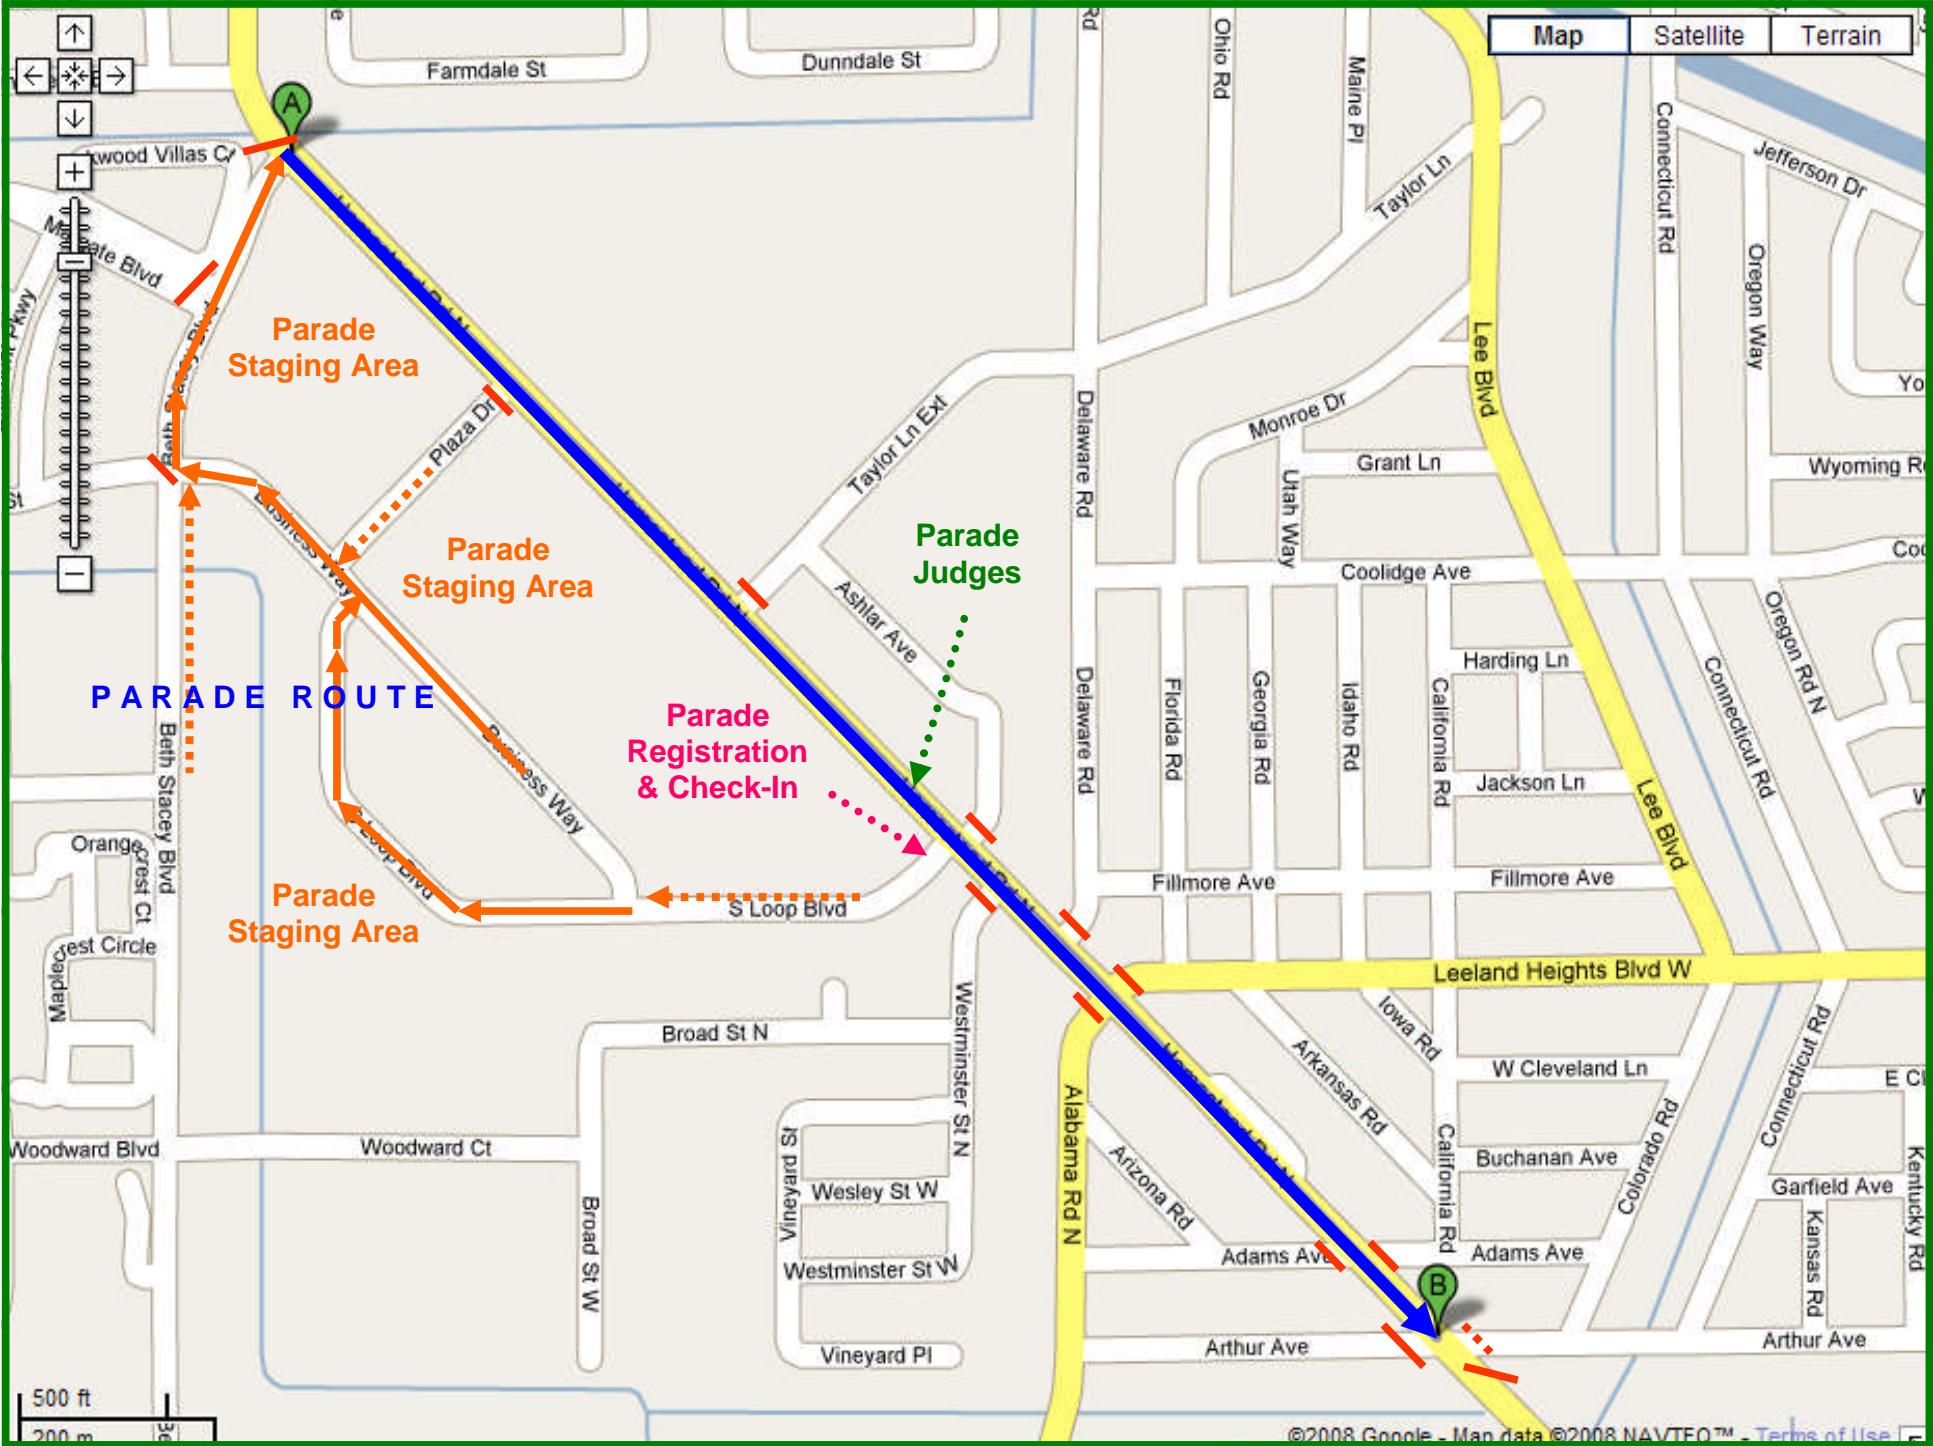 Map
Satellite
Terrain
Farmdale St
Dunndale St
Rd
Ohio Rd
Maine Pl
A
kwood Villas C
Connecticut Rd
Jefferson Dr
Taylor Ln
Blvd
Oregon Way
Parade
Staging Area
Lee Blvd
Plaza Dr
Taylor Ln Ext
Delaware Rd
Monroe Dr
Grant Ln
Utah Way
Wyoming R
St
Business Way
Parade
Staging Area
Parade
Judges
Coolidge Ave
Ashlar Ave
Oregon Rd N
PARADE ROUTE
Harding Ln
Connecticut Rd
Delaware Rd
Florida Rd
Georgia Rd
Idaho Rd
California Rd
Parade
Registration
& Check-In
Beth Stacey Blvd
Business Way
Jackson Ln
Lee Blvd
S Loop Blvd
Parade
Staging Area
S Loop Blvd
Fillmore Ave
Fillmore Ave
Leeland Heights Blvd W
Broad St N
Westminster St N
Iowa Rd
Arkansas Rd
W Cleveland Ln
Connecticut Rd
Woodward Blvd
Woodward Ct
Vineyard St
Wesley St W
Alabama Rd N
Arizona Rd
California Rd
Buchanan Ave
Colorado Rd
Garfield Ave
Kansas Rd
Kentucky Rd
Broad St W
Westminster St W
Adams Ave
Adams Ave
B
Vineyard Pl
Arthur Ave
Arthur Ave
500 ft
200 m
©2008 Google - Map data ©2008 NAVTEQ™ - Terms of Use